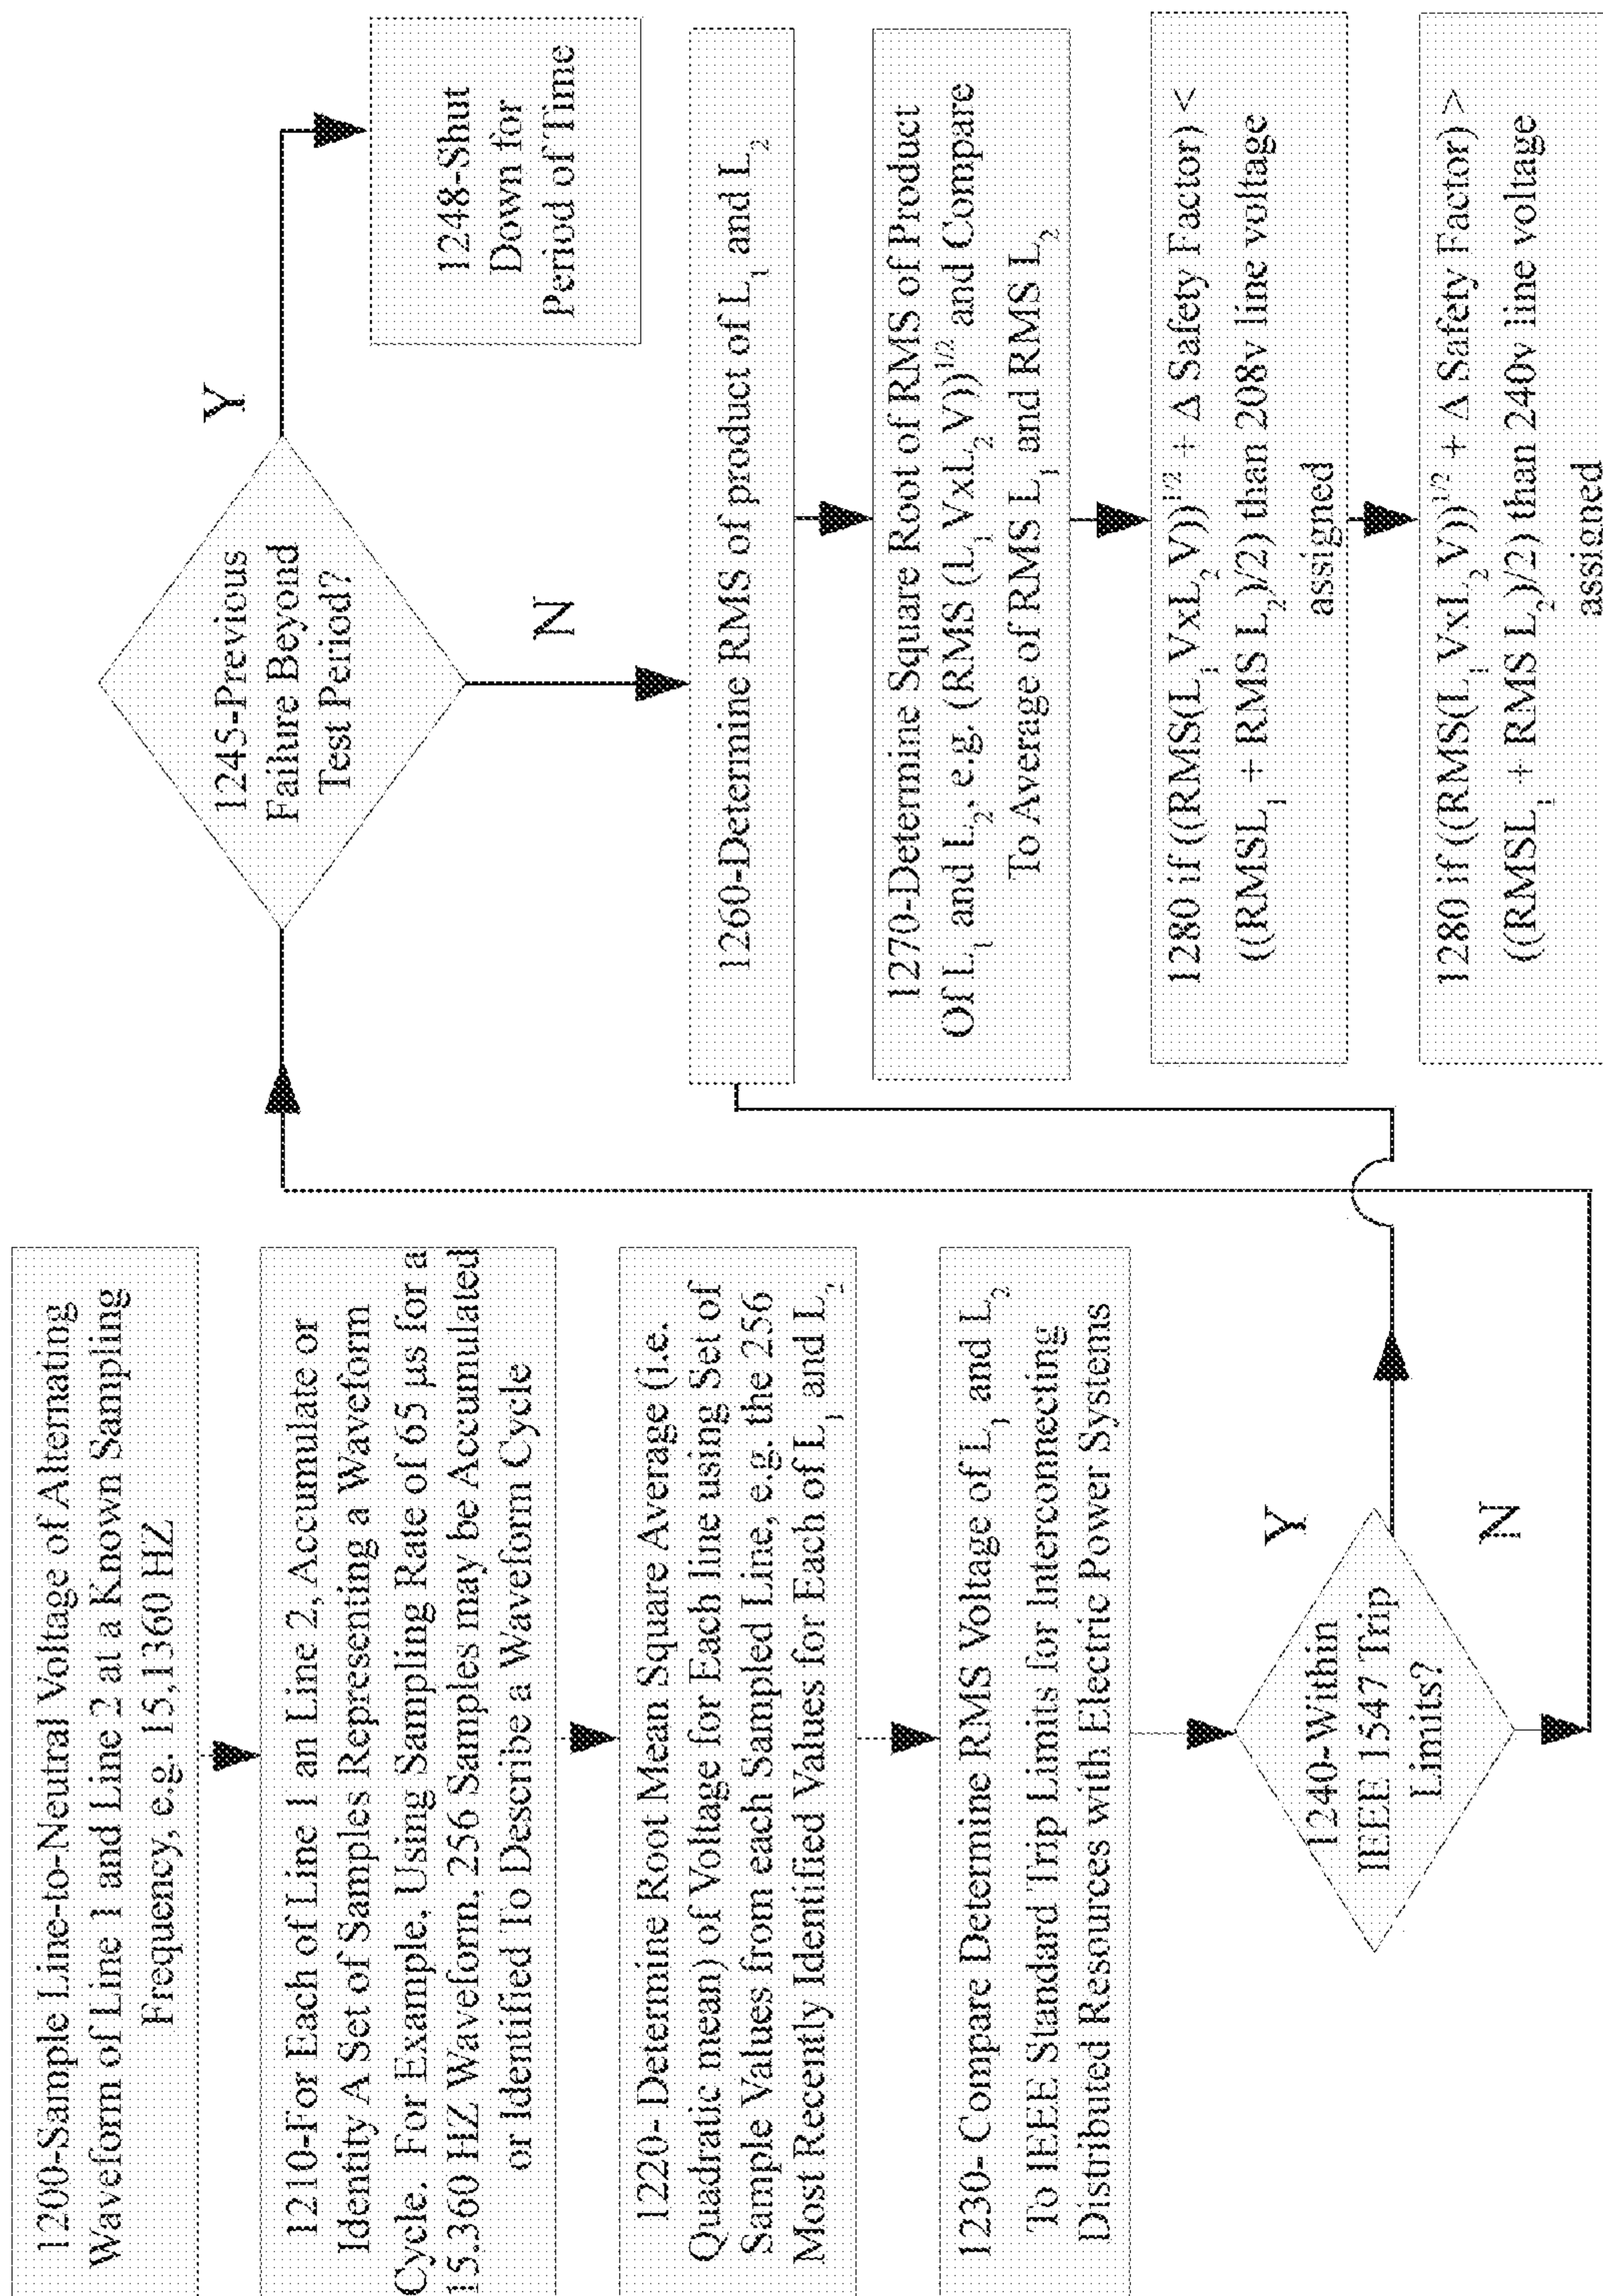 1200-Sample Line-to-Neutral Voltage of Alternating
Waveform of Line 1 and Line 2 at a Known Sampling
Frequency, e.g. 15,1360 HZ
1210-For Each of Line 1 an Line 2, Accumulate or
Identity A Set of Samples Representing a Waveform
Cycle. For Example, Using Sampling Rate of 65 µs for a
15.360 HZ Waveform, 256 Samples may be Accumulated
or Identified To Describe a Waveform Cycle
1220- Determine Root Mean Square Average (i.e.
Quadratic mean) of Voltage for Each line using Set of
Sample Values from each Sampled Line, e.g. the 256
Most Recently Identified Values for Each of L₁ and L₂
1230- Compare Determine RMS Voltage of L₁ and L₂
To IEEE Standard Trip Limits for Interconnecting
Distributed Resources with Electric Power Systems
1240-Within
IEEE 1547 Trip
Limits?
Y
N
1245-Previous
Failure Beyond
Test Period?
Y
N
1248-Shut
Down for
Period of Time
1260-Determine RMS of product of L₁ and L₂
1270-Determine Square Root of RMS of Product
Of L₁ and L₂, e.g. (RMS (L₁VxL₂V))^1/2 and Compare
To Average of RMS L₁ and RMS L₂
1280 if ((RMS(L₁VxL₂V))^1/2 + Δ Safety Factor) <
((RMSL₁ + RMS L₂)/2) than 208v line voltage
assigned
1280 if ((RMS(L₁VxL₂V))^1/2 + Δ Safety Factor) >
((RMSL₁ + RMS L₂)/2) than 240v line voltage
assigned